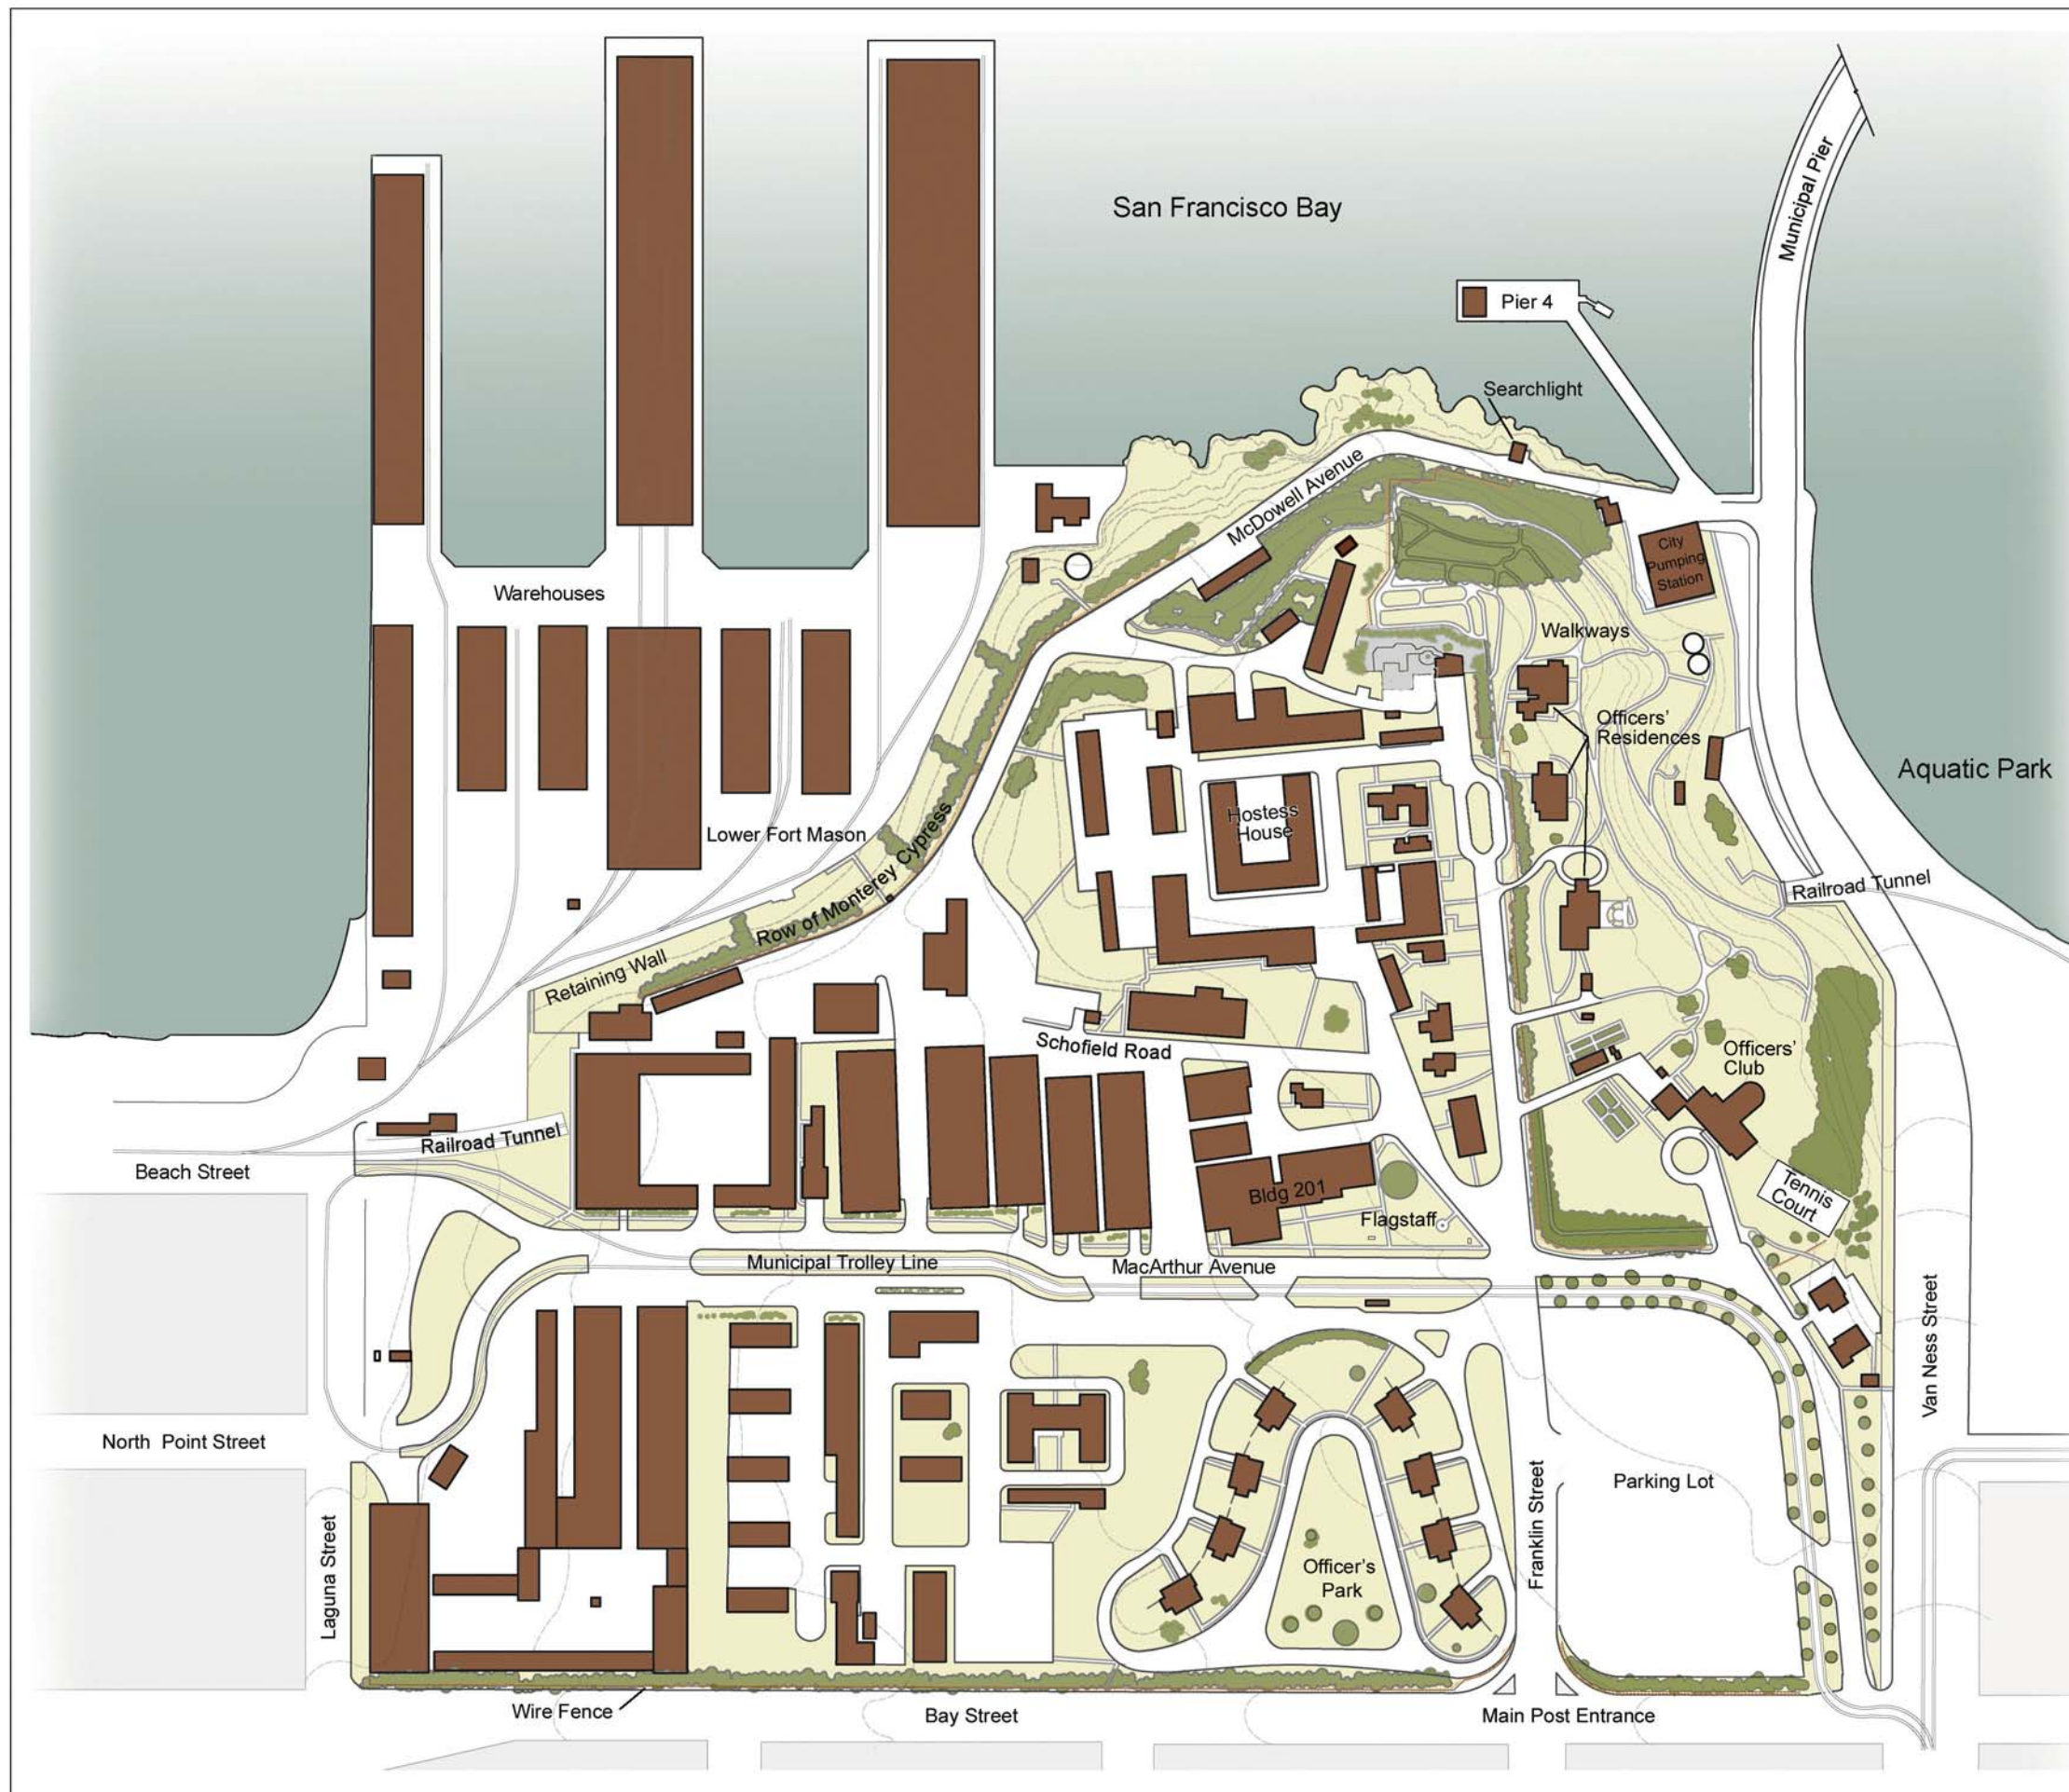 San Francisco Bay
Municipal Pier
Pier 4
Searchlight
McDowell Avenue
City
Pumping
Station
Warehouses
Walkways
Officers'
Residences
Aquatic Park
Hostess
House
Lower Fort Mason
Row of Monterey Cypress
Railroad Tunnel
Retaining Wall
Schofield Road
Officers'
Club
Railroad Tunnel
Beach Street
Bldg 201
Tennis
Court
Flagstaff
Municipal Trolley Line
MacArthur Avenue
Van Ness Street
North Point Street
Parking Lot
Franklin Street
Laguna Street
Officer's
Park
Wire Fence
Bay Street
Main Post Entrance